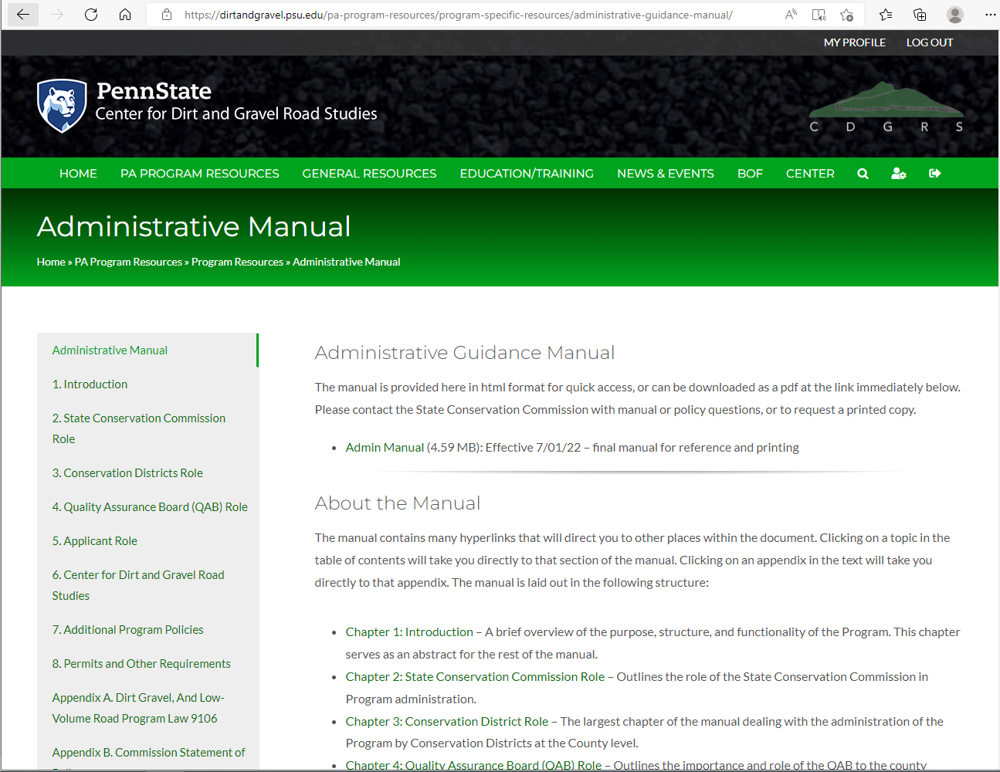 https://dirtandgravel.psu.edu/pa-program-resources/program-specific-resources/administrative-guidance-manual/
MY PROFILE LOG OUT
PennState
Center for Dirt and Gravel Road Studies
C D G R S
HOME PA PROGRAM RESOURCES GENERAL RESOURCES EDUCATION/TRAINING NEWS & EVENTS BOF CENTER
Administrative Manual
Home » PA Program Resources » Program Resources » Administrative Manual
Administrative Manual
1. Introduction
2. State Conservation Commission
Role
3. Conservation Districts Role
4. Quality Assurance Board (QAB) Role
5. Applicant Role
6. Center for Dirt and Gravel Road
Studies
7. Additional Program Policies
8. Permits and Other Requirements
Appendix A. Dirt Gravel, And Low-
Volume Road Program Law 9106
Appendix B. Commission Statement of
Administrative Guidance Manual
The manual is provided here in html format for quick access, or can be downloaded as a pdf at the link immediately below.
Please contact the State Conservation Commission with manual or policy questions, or to request a printed copy.
• Admin Manual (4.59 MB): Effective 7/01/22 – final manual for reference and printing
About the Manual
The manual contains many hyperlinks that will direct you to other places within the document. Clicking on a topic in the
table of contents will take you directly to that section of the manual. Clicking on an appendix in the text will take you
directly to that appendix. The manual is laid out in the following structure:
• Chapter 1: Introduction – A brief overview of the purpose, structure, and functionality of the Program. This chapter
serves as an abstract for the rest of the manual.
• Chapter 2: State Conservation Commission Role – Outlines the role of the State Conservation Commission in
Program administration.
• Chapter 3: Conservation District Role – The largest chapter of the manual dealing with the administration of the
Program by Conservation Districts at the County level.
• Chapter 4: Quality Assurance Board (QAB) Role – Outlines the importance and role of the QAB to the county